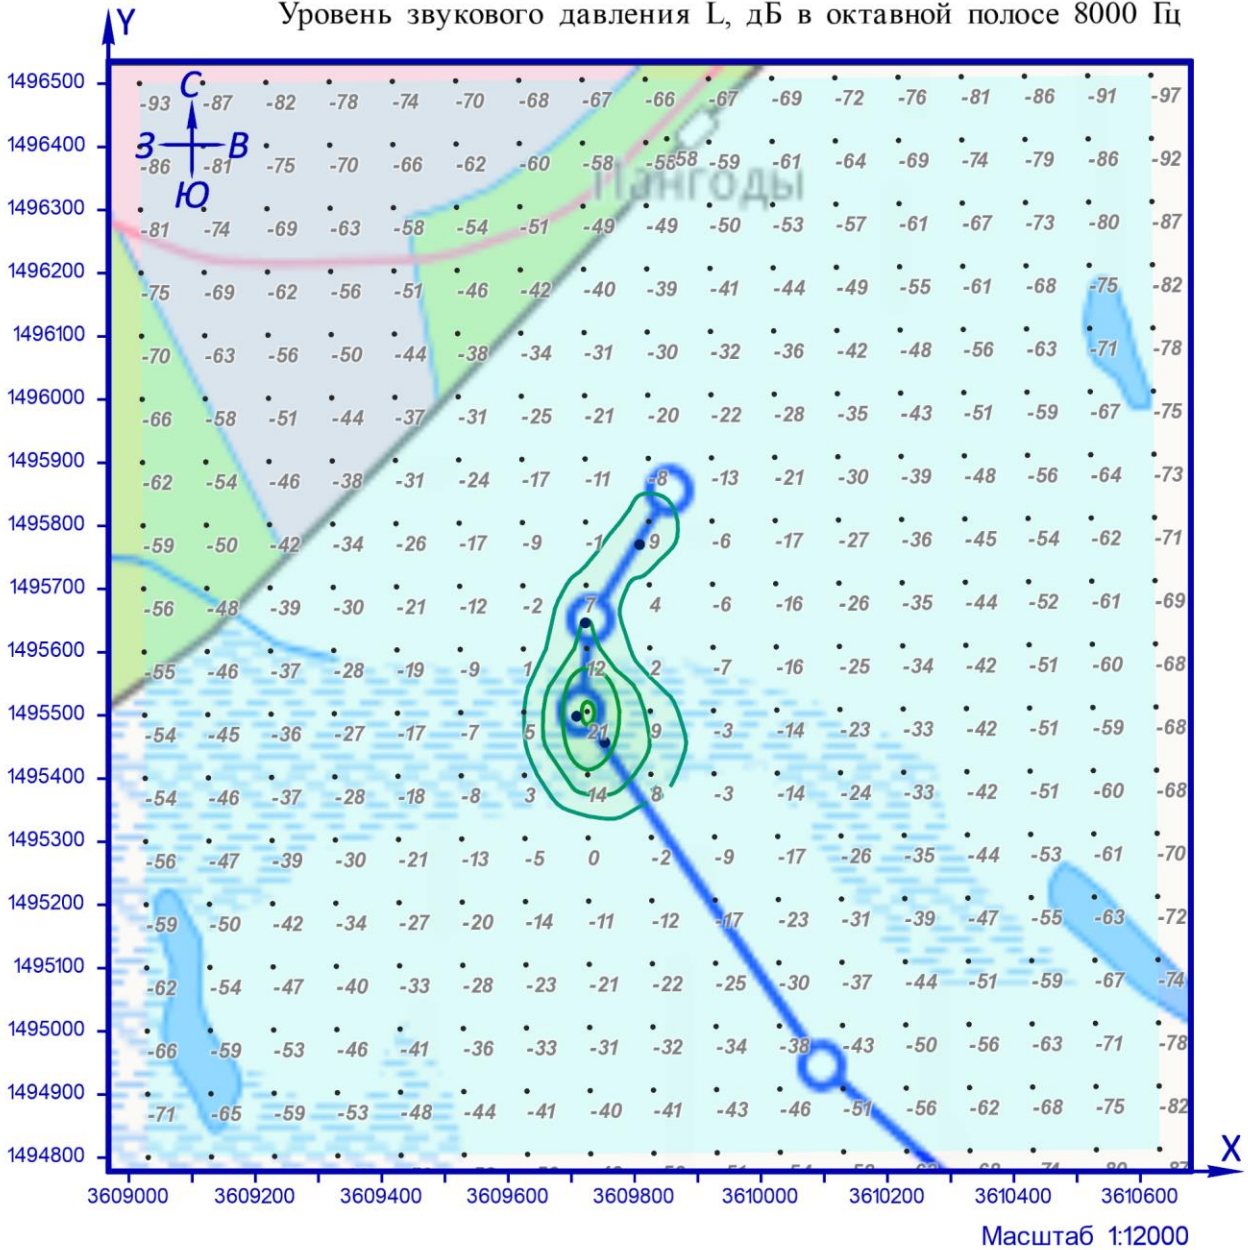 Уровень звукового давления L, дБ в октавной полосе 8000 Гц
Y
1496500
С
-93 -87 -82 -78 -74 -70 -68 -67 -66 -67 -69 -72 -76 -81 -86 -91 -97
1496400
З В
-86 -81 -75 -70 -66 -62 -60 -58 -58 58 -59 -61 -64 -69 -74 -79 -86 -92
Пангоды
Ю
1496300
-81 -74 -69 -63 -58 -54 -51 -49 -49 -50 -53 -57 -61 -67 -73 -80 -87
1496200
-75 -69 -62 -56 -51 -46 -42 -40 -39 -41 -44 -49 -55 -61 -68 -75 -82
1496100
-70 -63 -56 -50 -44 -38 -34 -31 -30 -32 -36 -42 -48 -56 -63 -71 -78
1496000
-66 -58 -51 -44 -37 -31 -25 -21 -20 -22 -28 -35 -43 -51 -59 -67 -75
1495900
-62 -54 -46 -38 -31 -24 -17 -11 -8 -13 -21 -30 -39 -48 -56 -64 -73
1495800
-59 -50 -42 -34 -26 -17 -9 -1 9 -6 -17 -27 -36 -45 -54 -62 -71
1495700
-56 -48 -39 -30 -21 -12 -2 7 4 -6 -16 -26 -35 -44 -52 -61 -69
1495600
-55 -46 -37 -28 -19 -9 1 12 2 -7 -16 -25 -34 -42 -51 -60 -68
1495500
-54 -45 -36 -27 -17 -7 5 21 9 -3 -14 -23 -33 -42 -51 -59 -68
1495400
-54 -46 -37 -28 -18 -8 3 14 8 -3 -14 -24 -33 -42 -51 -60 -68
1495300
-56 -47 -39 -30 -21 -13 -5 0 -2 -9 -17 -26 -35 -44 -53 -61 -70
1495200
-59 -50 -42 -34 -27 -20 -14 -11 -12 -17 -23 -31 -39 -47 -55 -63 -72
1495100
-62 -54 -47 -40 -33 -28 -23 -21 -22 -25 -30 -37 -44 -51 -59 -67 -74
1495000
-66 -59 -53 -46 -41 -36 -33 -31 -32 -34 -38 -43 -50 -56 -63 -71 -78
1494900
-71 -65 -59 -53 -48 -44 -41 -40 -41 -43 -46 -51 -56 -62 -68 -75 -82
1494800
X
3609000 3609200 3609400 3609600 3609800 3610000 3610200 3610400 3610600
Масштаб 1:12000